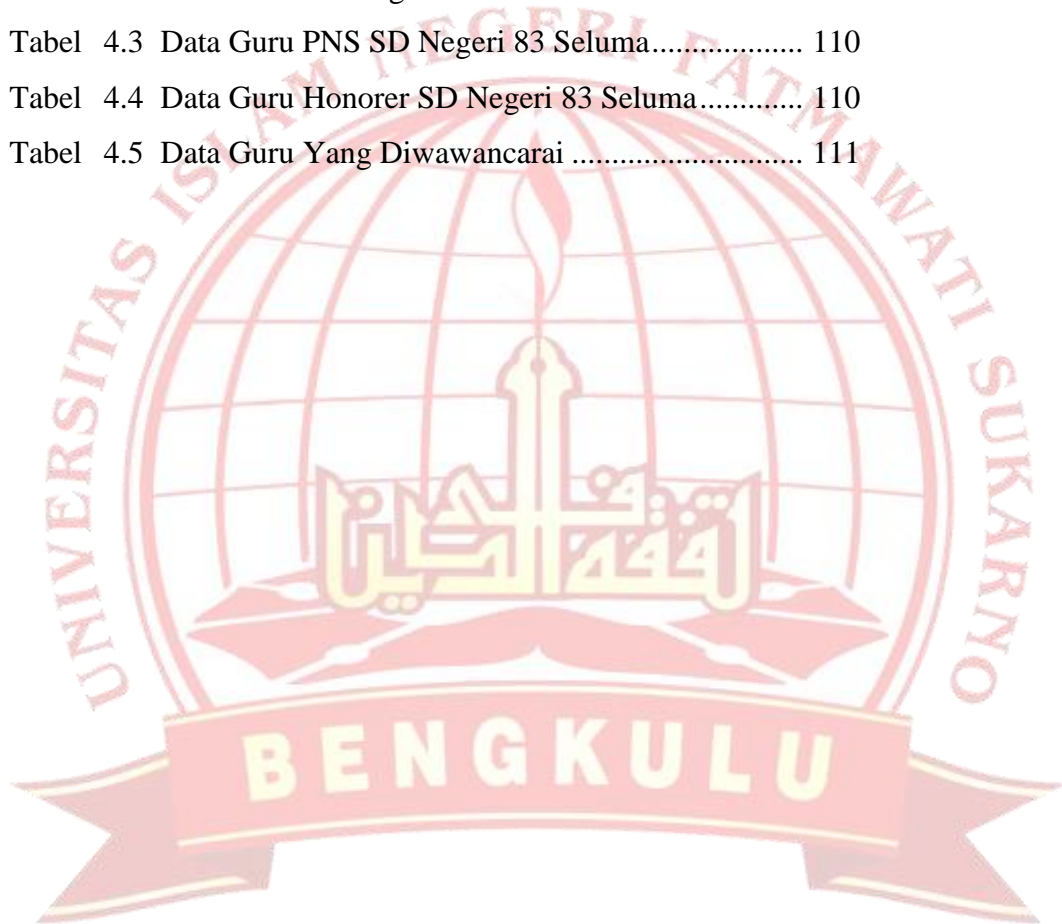 Tabel 4.3 Data Guru PNS SD Negeri 83 Seluma................... 110
Tabel 4.4 Data Guru Honorer SD Negeri 83 Seluma............. 110
Tabel 4.5 Data Guru Yang Diwawancarai .......................... 111
UNIVERSITAS ISLAM NEGERI FATMAWATI SUKARNO
BENGKULU